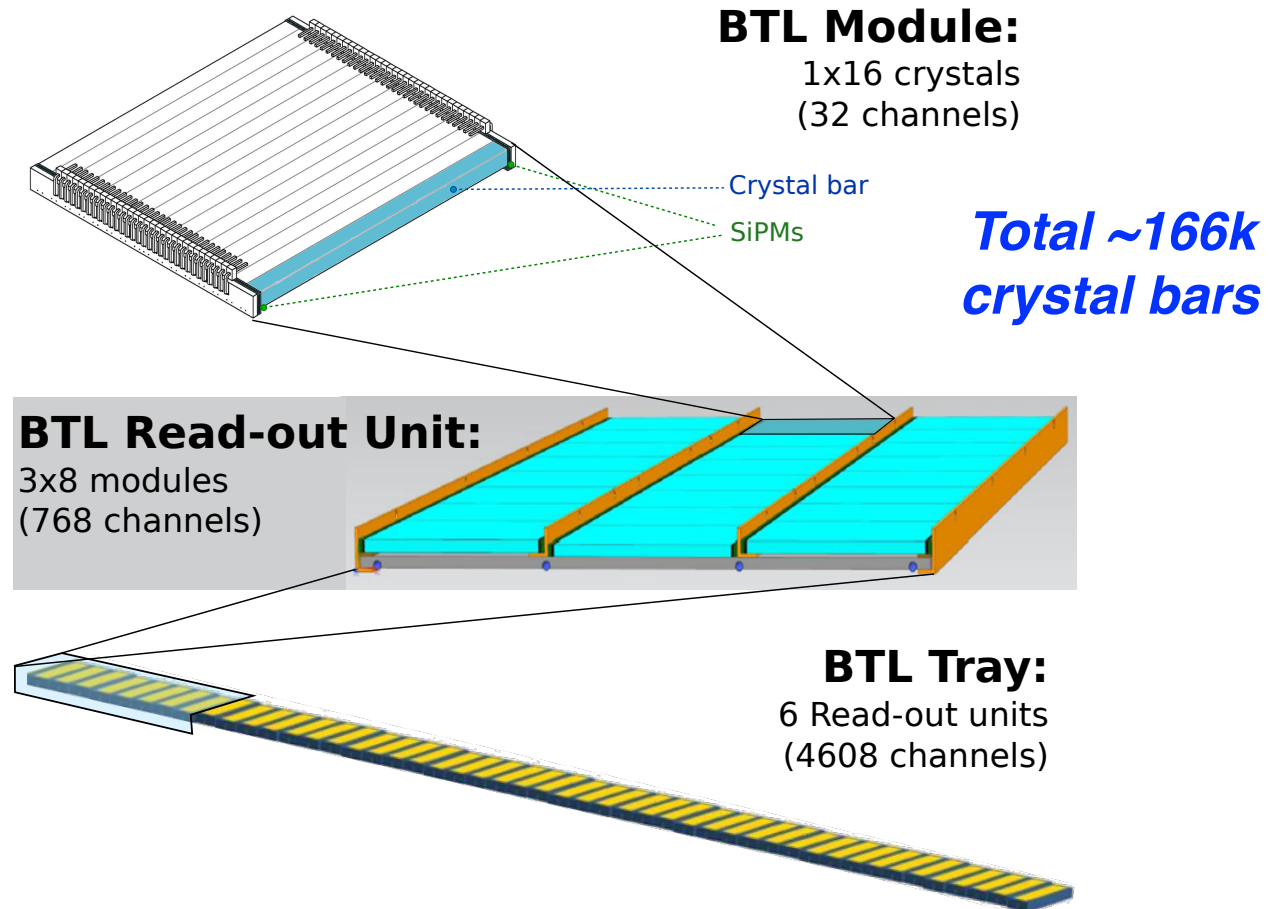 BTL Module:
1x16 crystals
(32 channels)
Crystal bar
SiPMs
Total ~166k
crystal bars
BTL Read-out Unit:
3x8 modules
(768 channels)
BTL Tray:
6 Read-out units
(4608 channels)